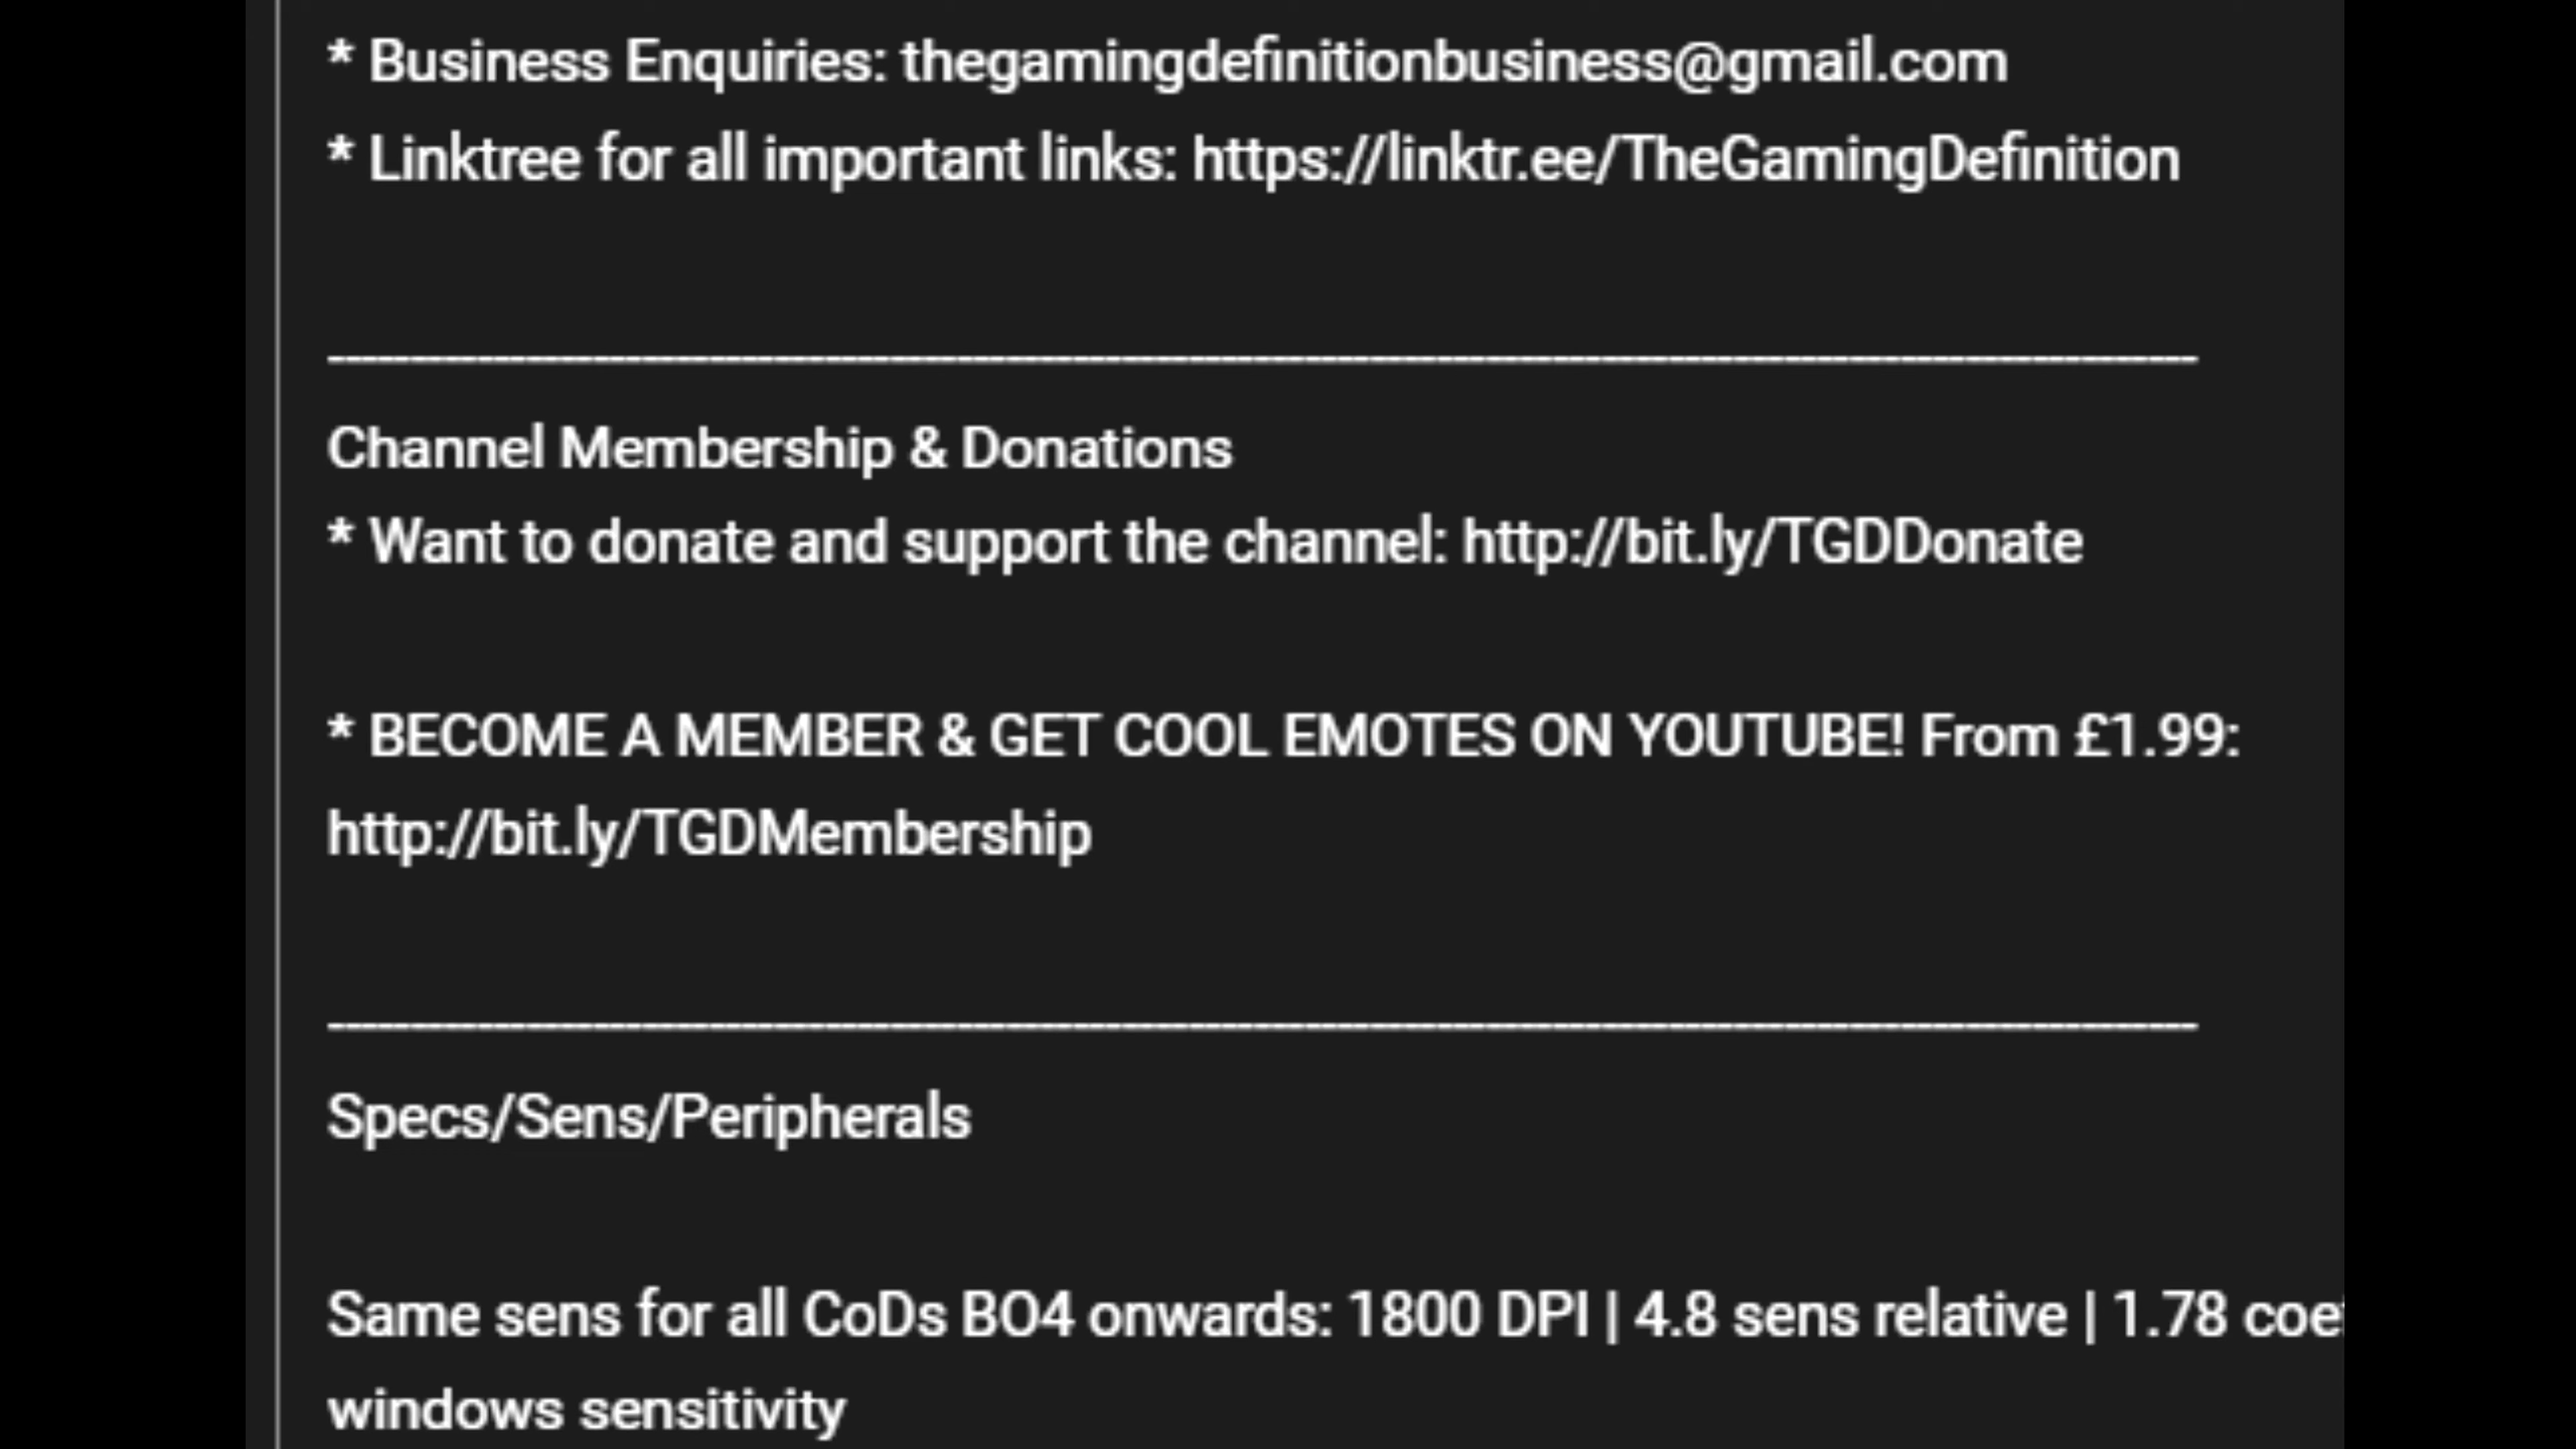 * Business Enquiries: thegamingdefinitionbusiness@gmail.com
* Linktree for all important links: https://linktr.ee/TheGamingDefinition
-----------------------------------------------------------------------------------------------------------------
Channel Membership & Donations
* Want to donate and support the channel: http://bit.ly/TGDDonate
* BECOME A MEMBER & GET COOL EMOTES ON YOUTUBE! From £1.99:
http://bit.ly/TGDMembership
-----------------------------------------------------------------------------------------------------------------
Specs/Sens/Peripherals
Same sens for all CoDs BO4 onwards: 1800 DPI | 4.8 sens relative | 1.78
windows sensitivity